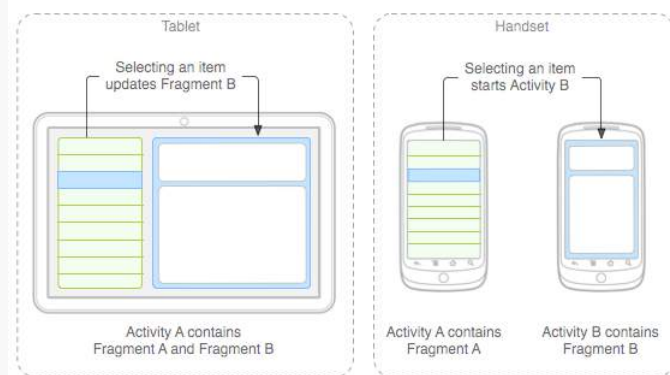 Tablet
Selecting an item
updates Fragment B
Activity A contains
Fragment A and Fragment B
Handset
Selecting an item
starts Activity B
Activity A contains
Fragment A
Activity B contains
Fragment B